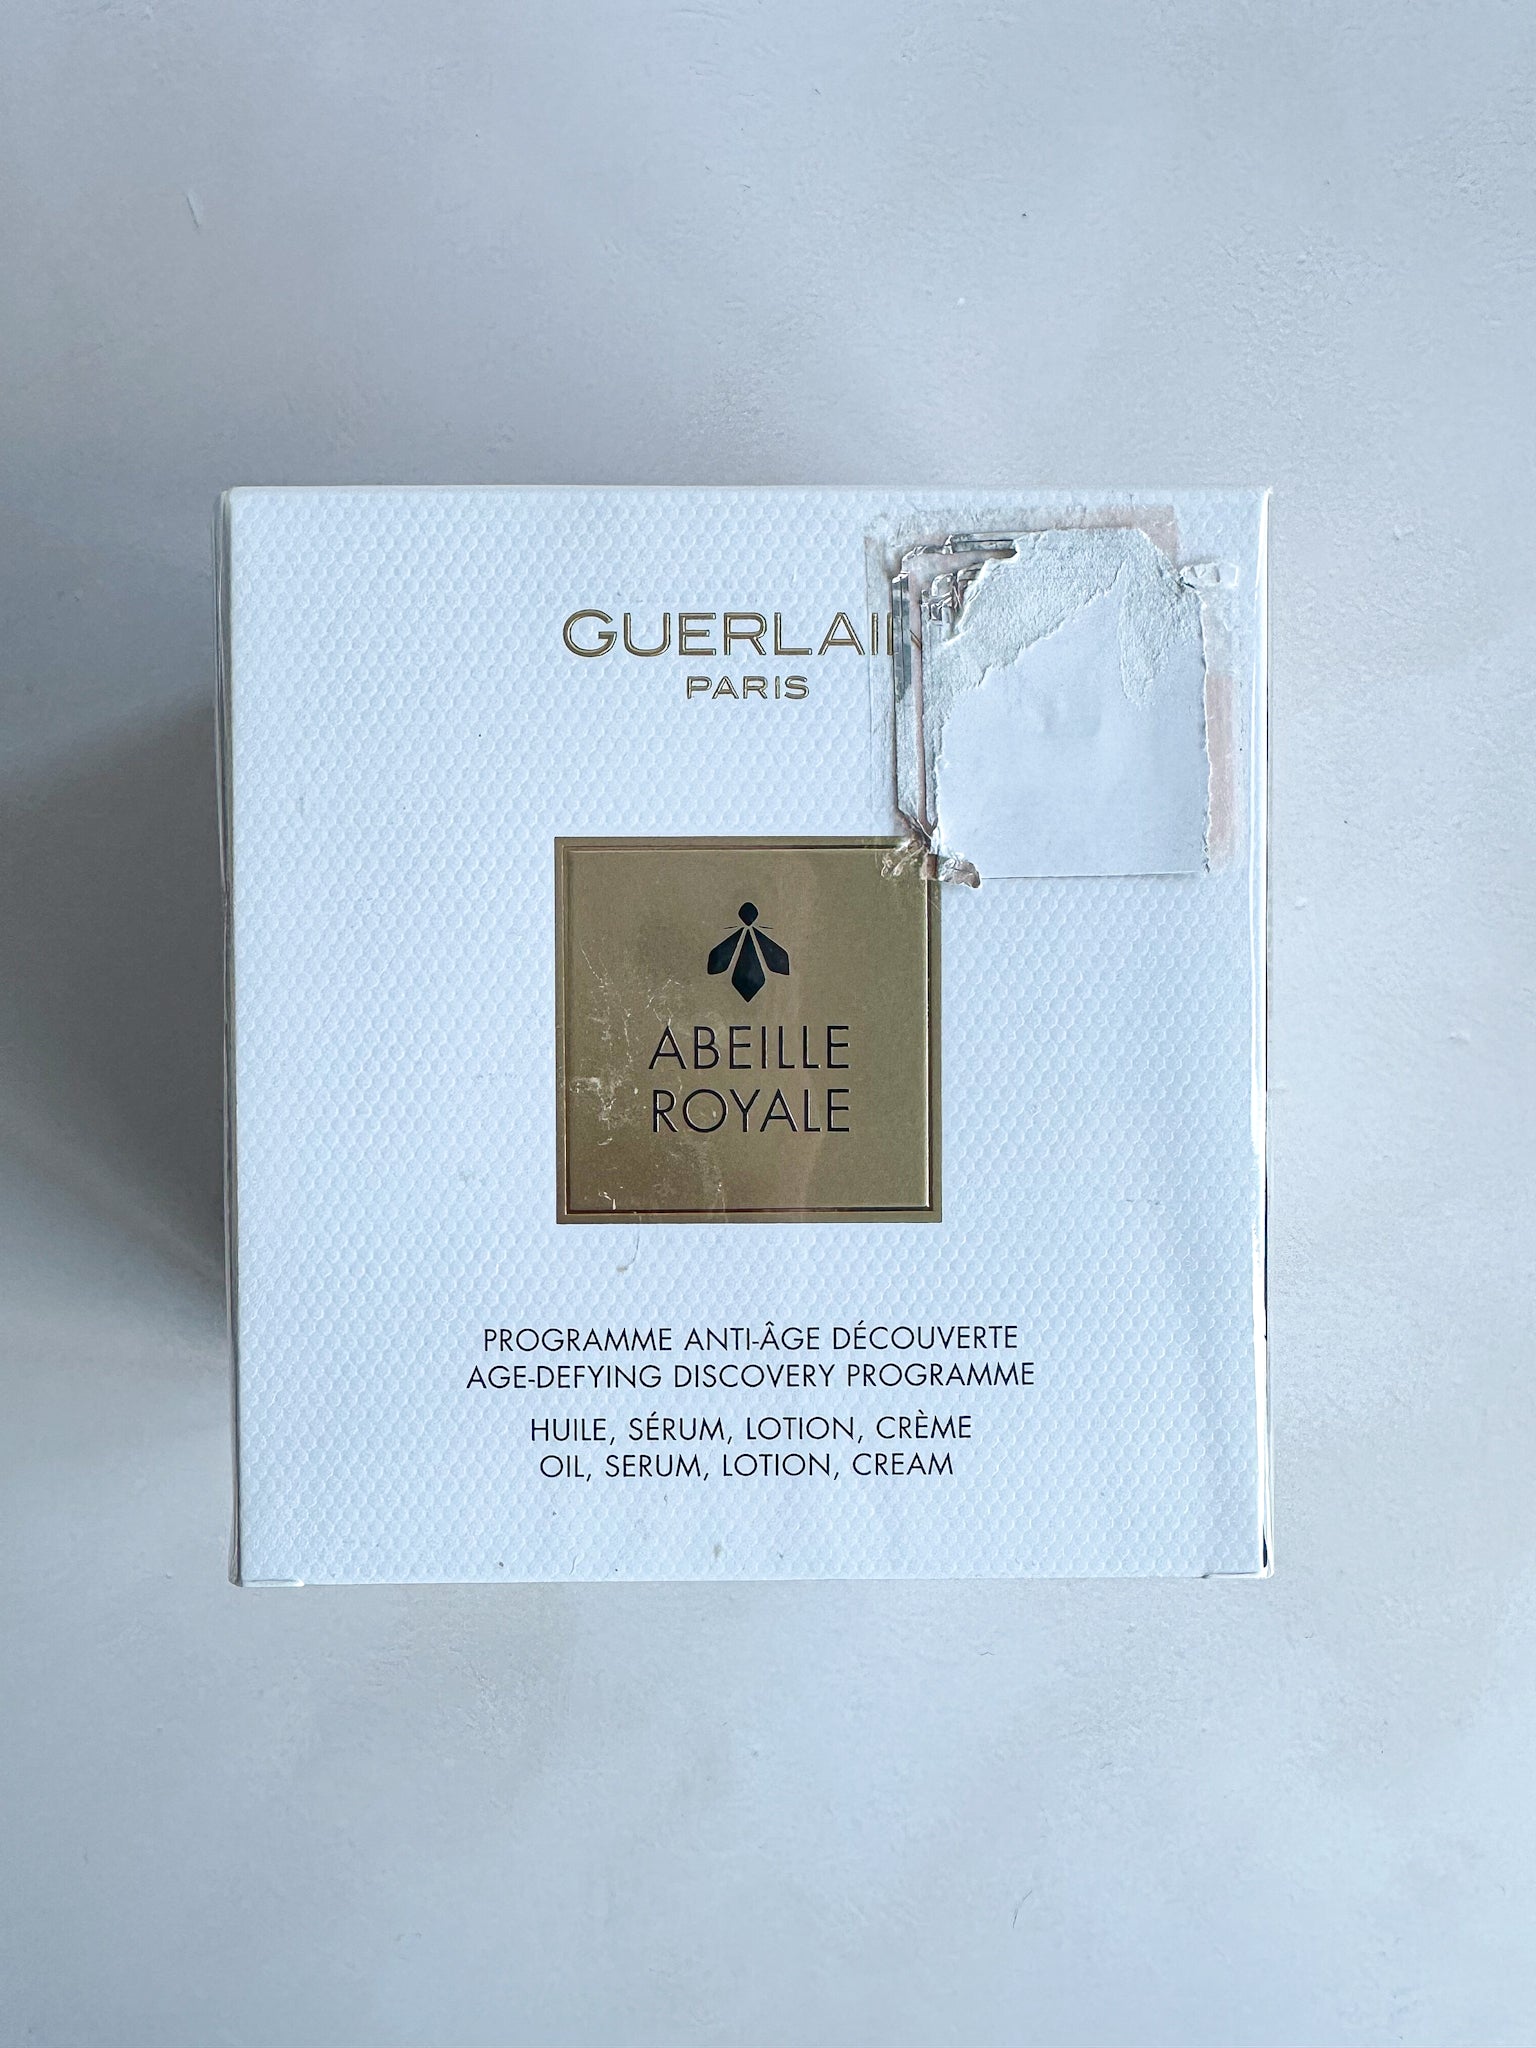 GUERLAIN
PARIS
ABEILLE
ROYALE
PROGRAMME ANTI-ÂGE DÉCOUVERTE
AGE-DEFYING DISCOVERY PROGRAMME
HUILE, SÉRUM, LOTION, CRÈME
OIL, SERUM, LOTION, CREAM